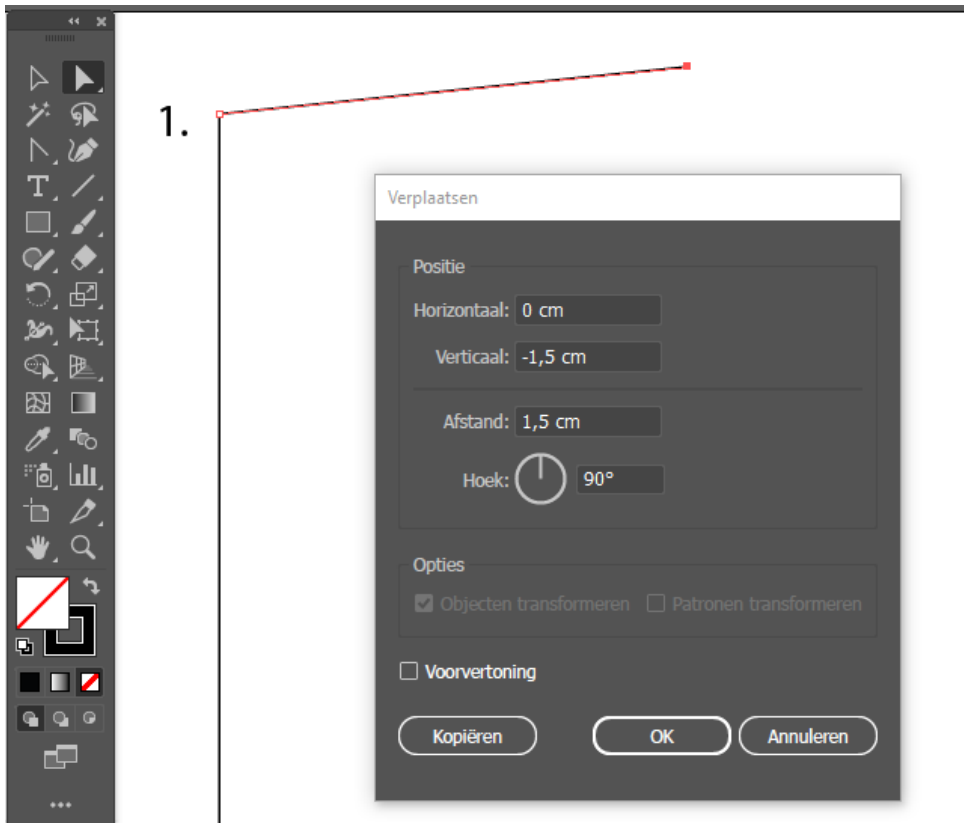 1.
Verplaatsen
Positie
Horizontaal: 0 cm
Verticaal: -1,5 cm
Afstand: 1,5 cm
Hoek: 90°
Opties
Objecten transformeren Patronen transformeren
Voorvertoning
Kopiëren OK Annuleren